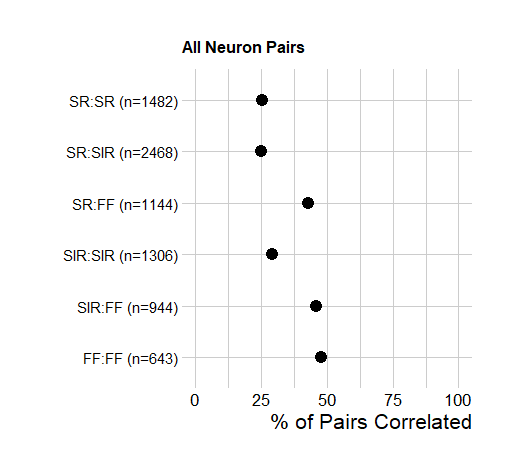 All Neuron Pairs
SR:SR (n=1482)
SR:SIR (n=2468)
SR:FF (n=1144)
SIR:SIR (n=1306)
SIR:FF (n=944)
FF:FF (n=643)
0 25 50 75 100
% of Pairs Correlated